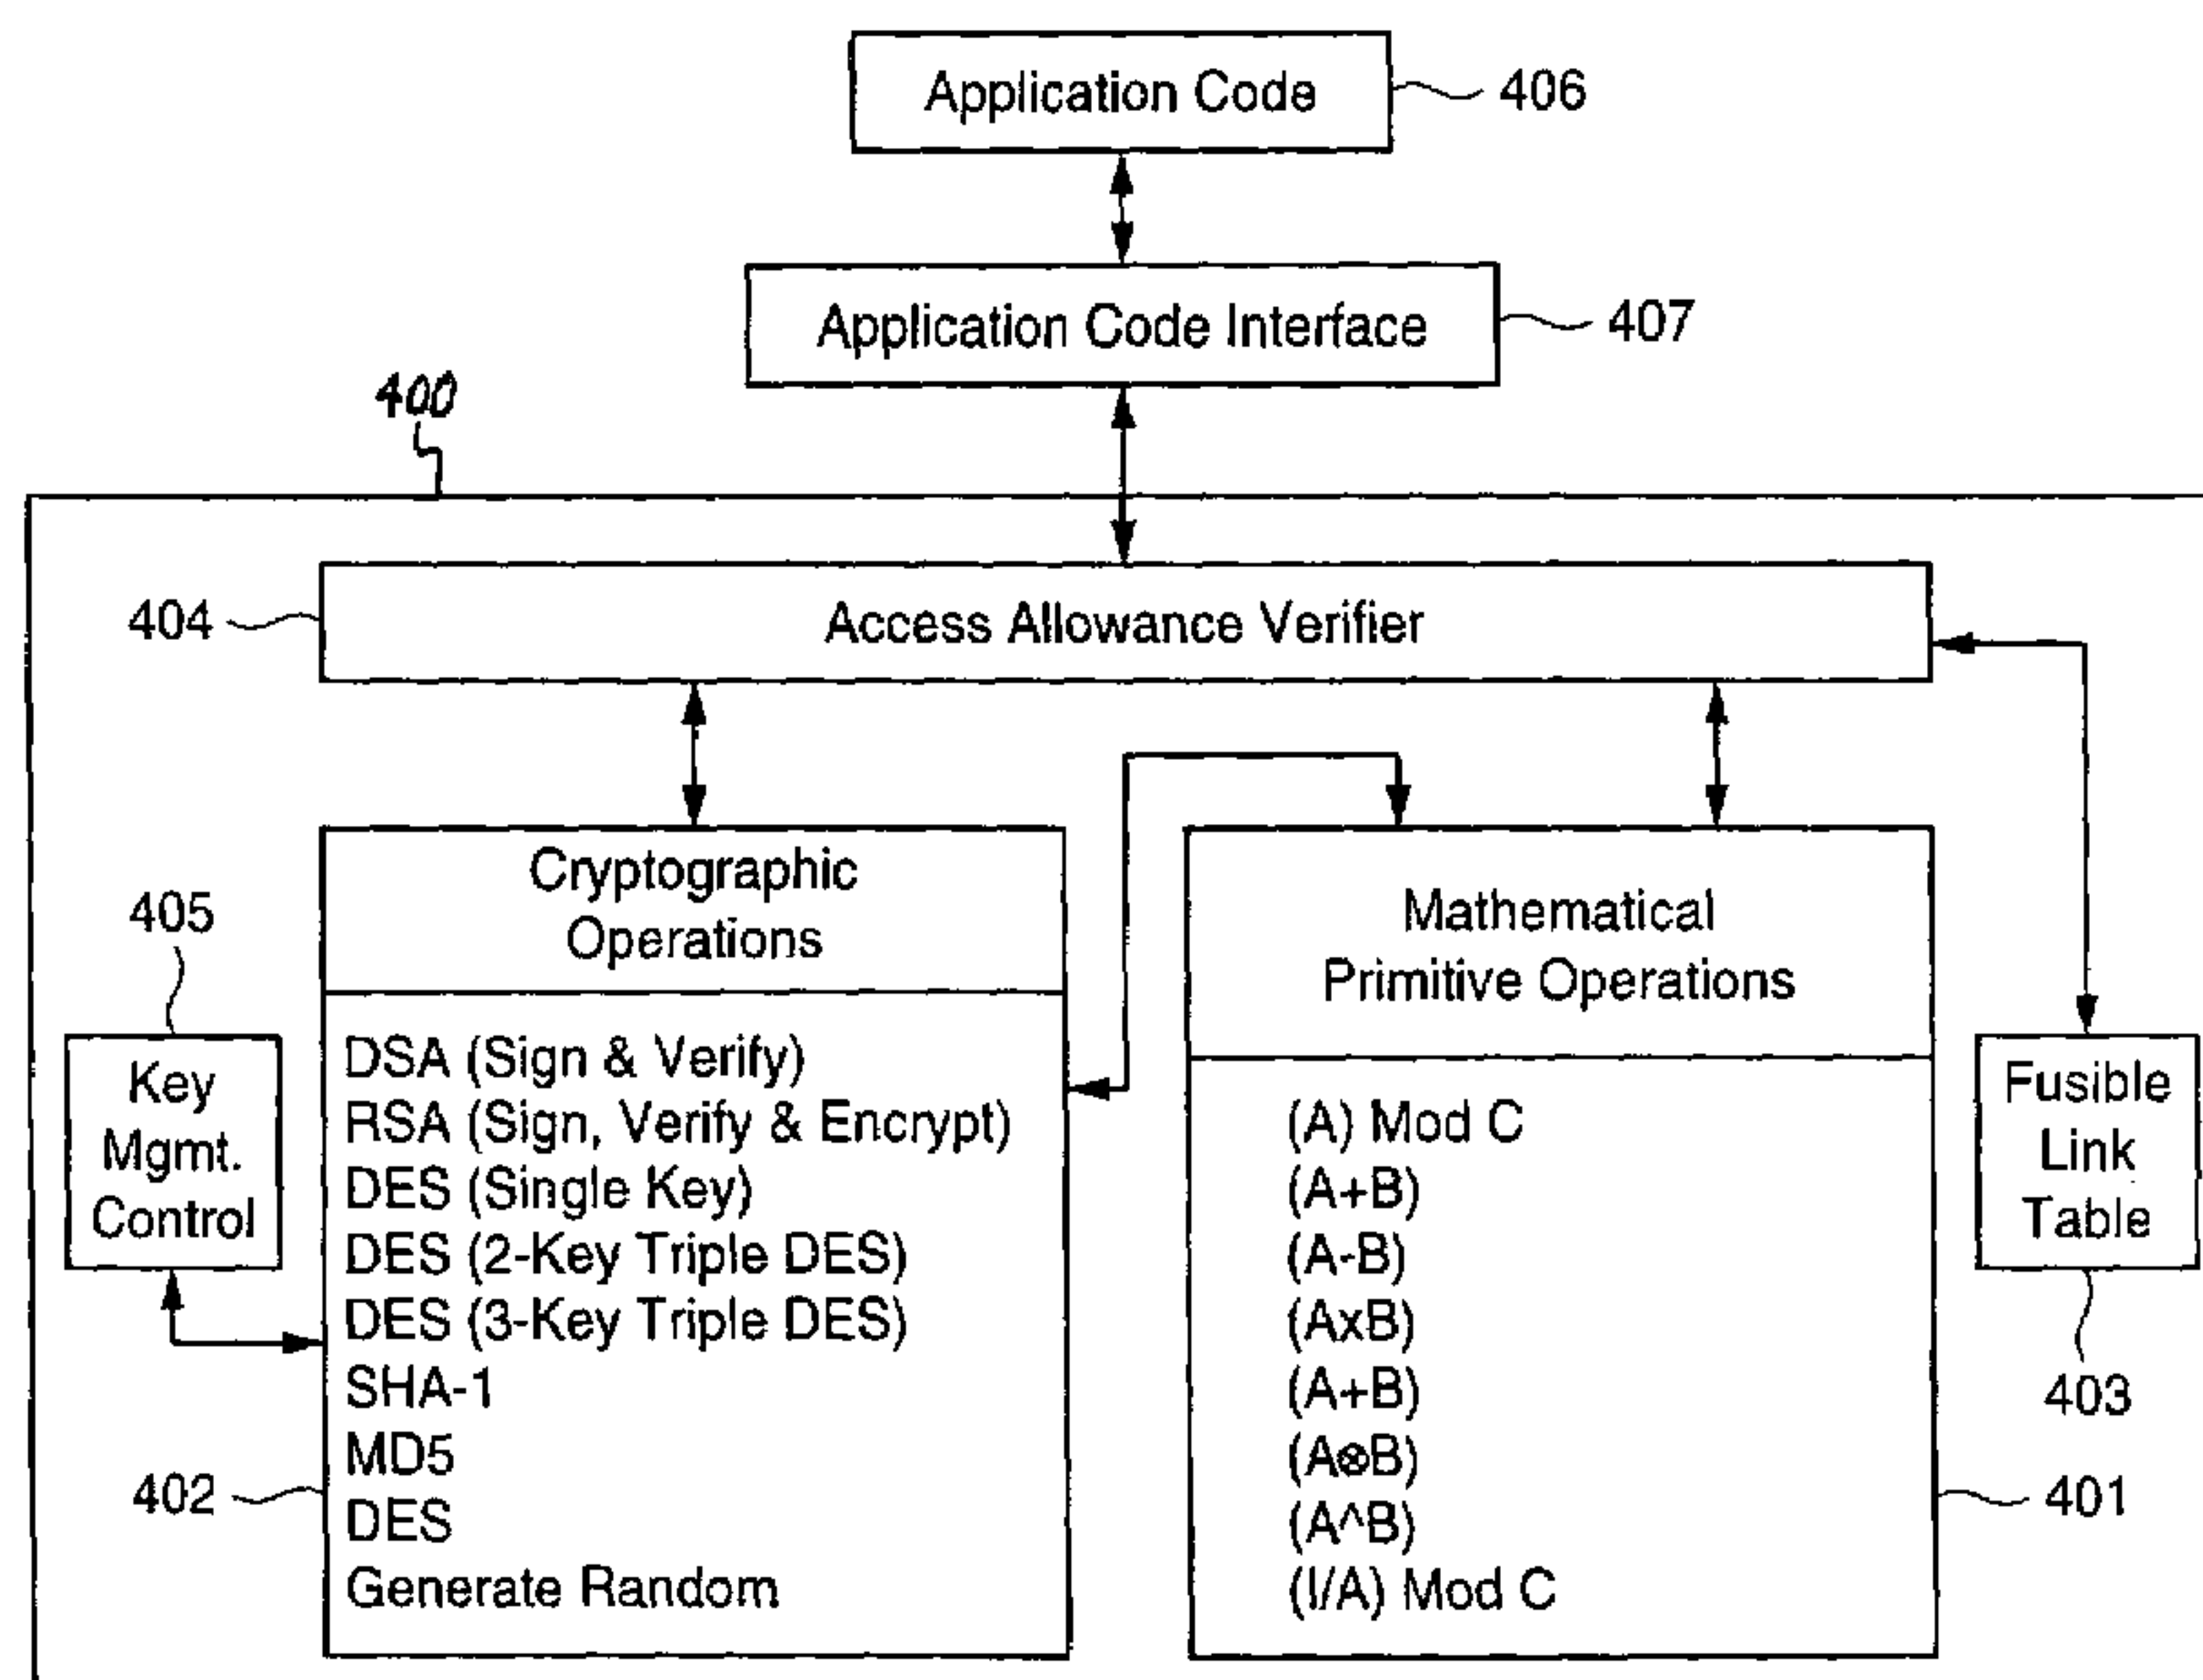 Application Code
406
Application Code Interface
407
400
404
Access Allowance Verifier
Cryptographic
Operations
DSA (Sign & Verify)
RSA (Sign, Verify & Encrypt)
DES (Single Key)
DES (2-Key Triple DES)
DES (3-Key Triple DES)
SHA-1
MD5
DES
Generate Random
405
Key
Mgmt.
Control
402
Mathematical
Primitive Operations
(A) Mod C
(A+B)
(A-B)
(AxB)
(A+B)
(A⊗B)
(A^B)
(I/A) Mod C
Fusible
Link
Table
403
401